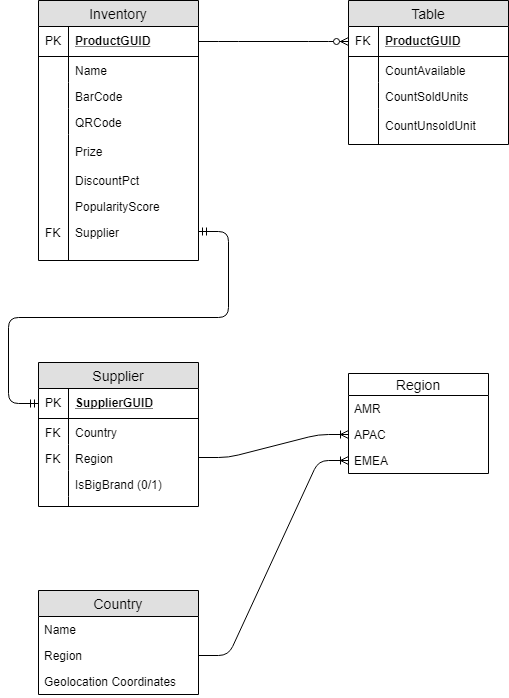 Inventory
PK ProductGUID
Name
BarCode
QRCode
Prize
DiscountPct
PopularityScore
FK Supplier
Table
FK ProductGUID
CountAvailable
CountSoldUnits
CountUnsoldUnit
Supplier
PK SupplierGUID
FK Country
FK Region
IsBigBrand (0/1)
Region
AMR
APAC
EMEA
Country
Name
Region
Geolocation Coordinates